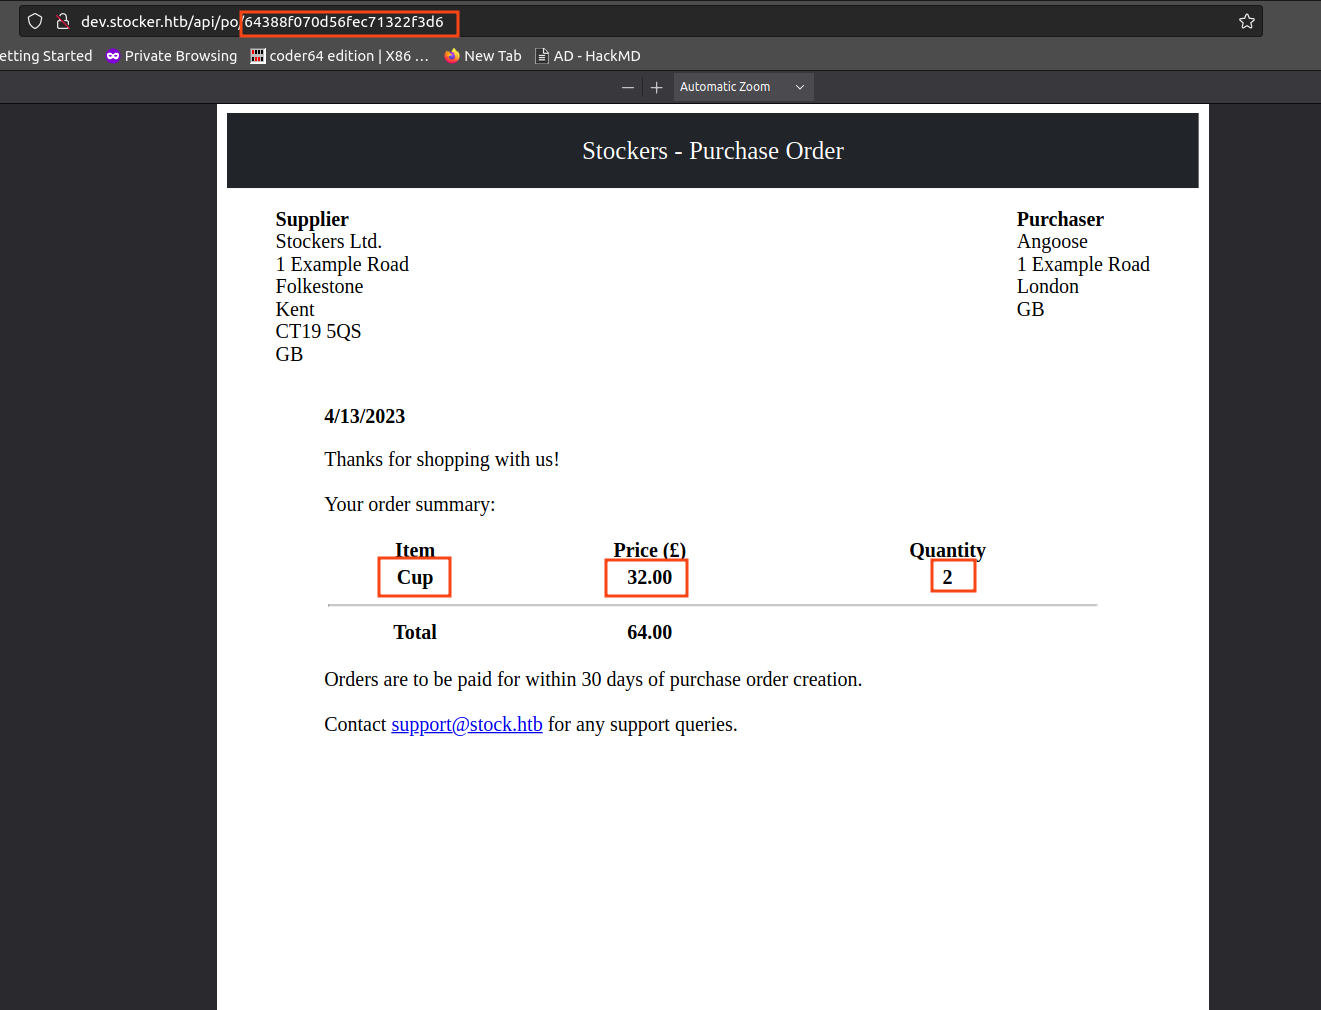 dev.stocker.htb/api/po/64388f070d56fec71322f3d6
etting Started Private Browsing coder64 edition | X86 … New Tab AD - HackMD
Automatic Zoom
Stockers - Purchase Order
Supplier Purchaser
Stockers Ltd. Angoose
1 Example Road 1 Example Road
Folkestone London
Kent GB
CT19 5QS
GB
4/13/2023
Thanks for shopping with us!
Your order summary:
Item Price (£) Quantity
Cup 32.00 2
Total 64.00
Orders are to be paid for within 30 days of purchase order creation.
Contact support@stock.htb for any support queries.